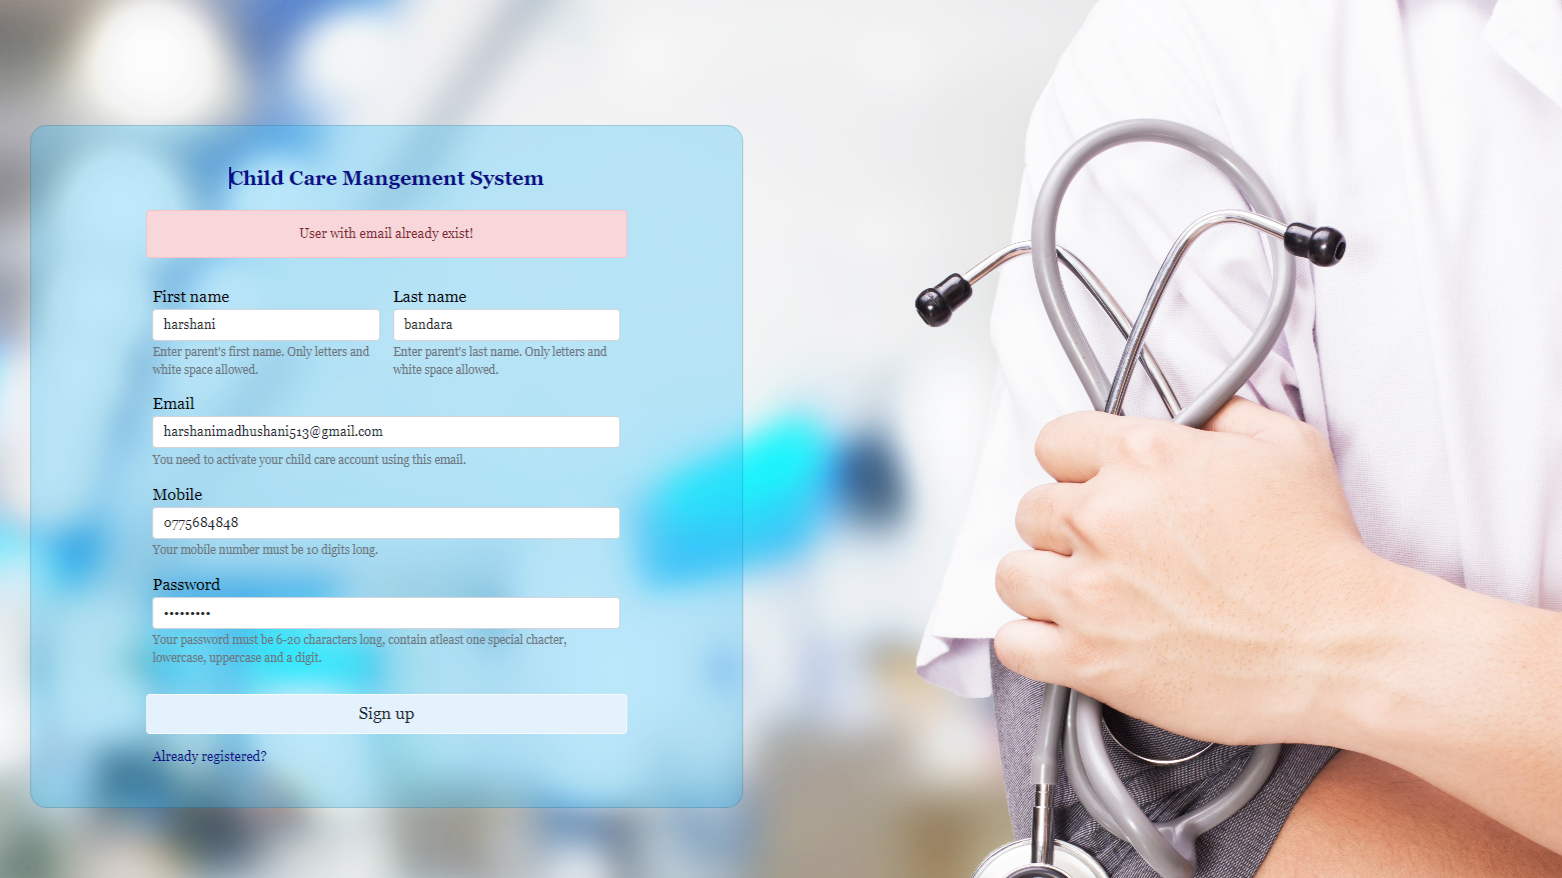 Child Care Mangement System
User with email already exist!
First name
Last name
harshani
bandara
Enter parent's first name. Only letters and
white space allowed.
Enter parent's last name. Only letters and
white space allowed.
Email
harshanimadhushani513@gmail.com
You need to activate your child care account using this email.
Mobile
0775684848
Your mobile number must be 10 digits long.
Password
•••••••••
Your password must be 6-20 characters long, contain atleast one special chacter,
lowercase, uppercase and a digit.
Sign up
Already registered?